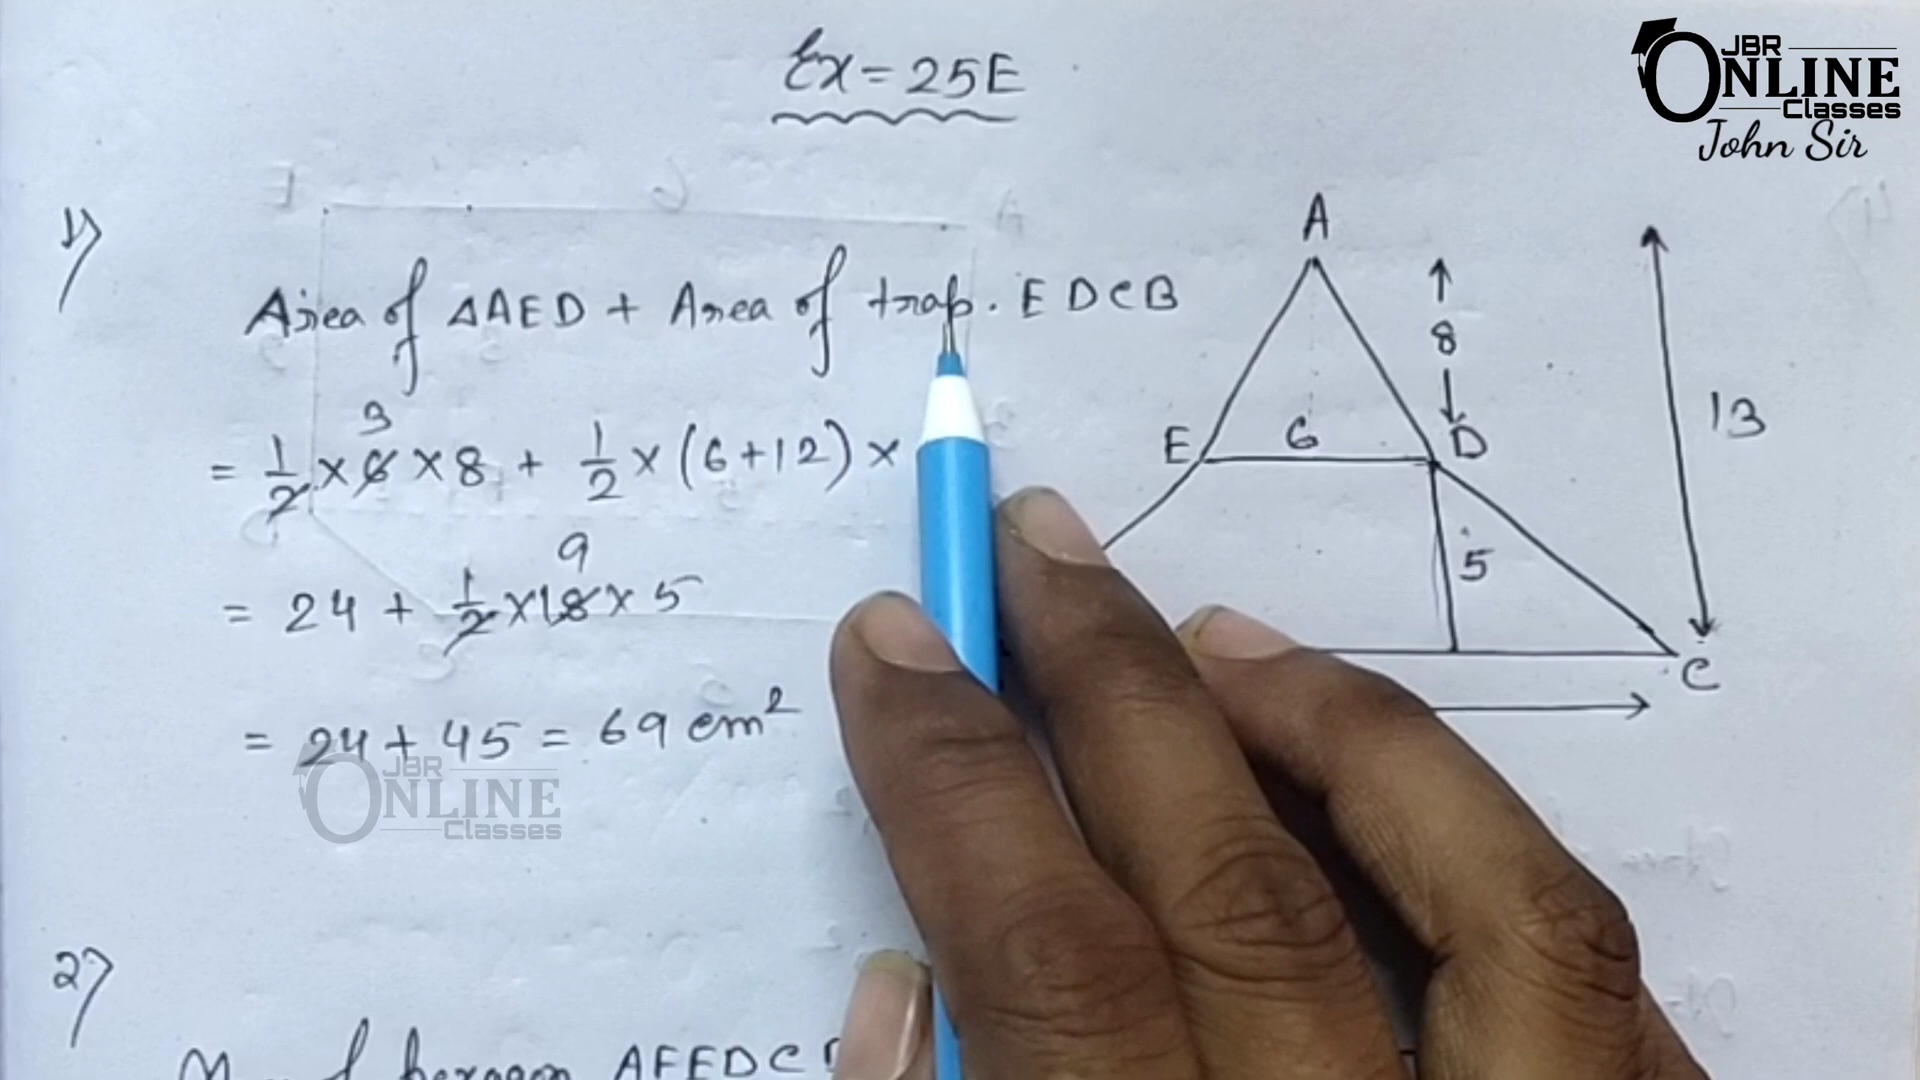 Ex = 25E
JBR
ONLINE
Classes
John Sir
1)
Area of ΔAED + Area of trap. EDCB
= 1/2 × 6 × 8 + 1/2 × (6+12) ×
3
= 24 + 1/2 × 18 × 5
9
= 24 + 45 = 69 cm²
JBR
ONLINE
Classes
A
8
13
E
6
D
5
C
2)
hexagon AFEDCB